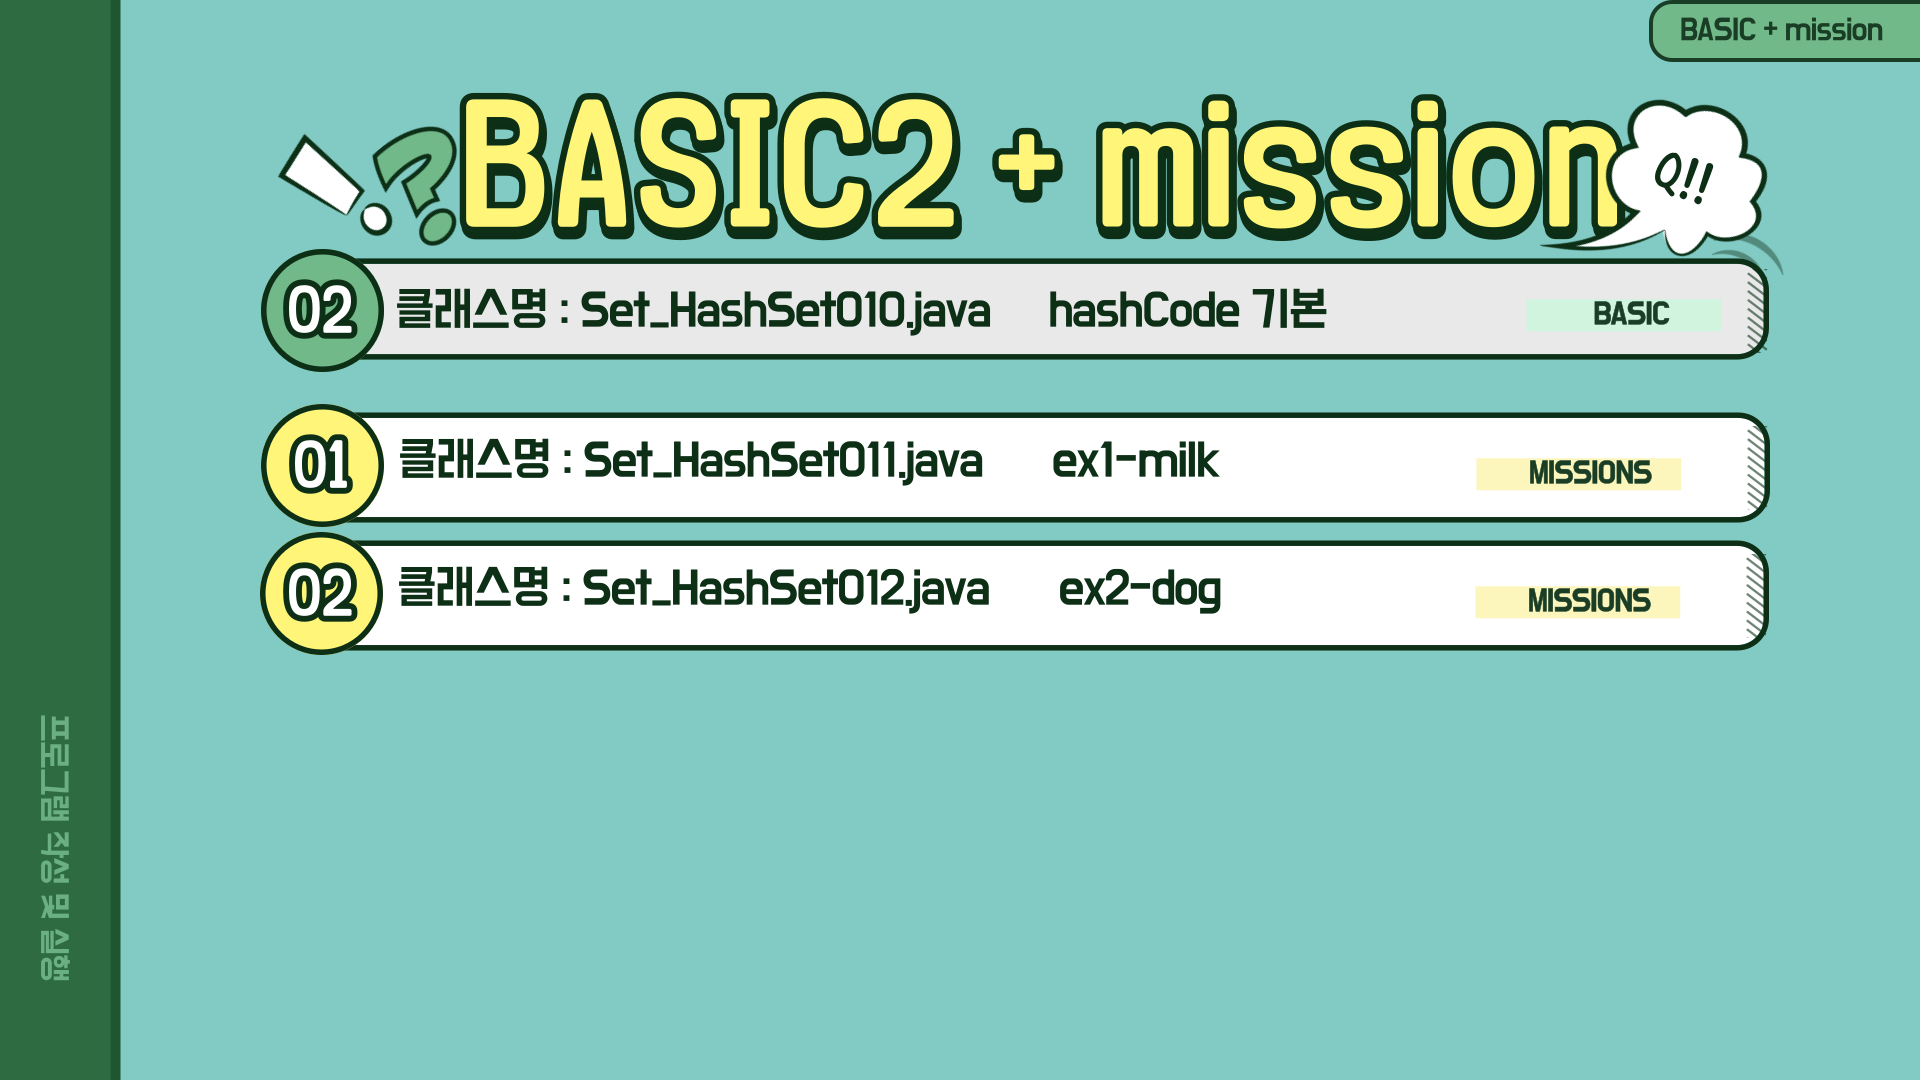 BASIC + mission
BASIC2 + mission
!?
Q!!
02 클래스명 : Set_HashSet010.java hashCode 기본 BASIC
01 클래스명 : Set_HashSet011.java ex1-milk MISSIONS
02 클래스명 : Set_HashSet012.java ex2-dog MISSIONS
프로그램 작성 및 실행